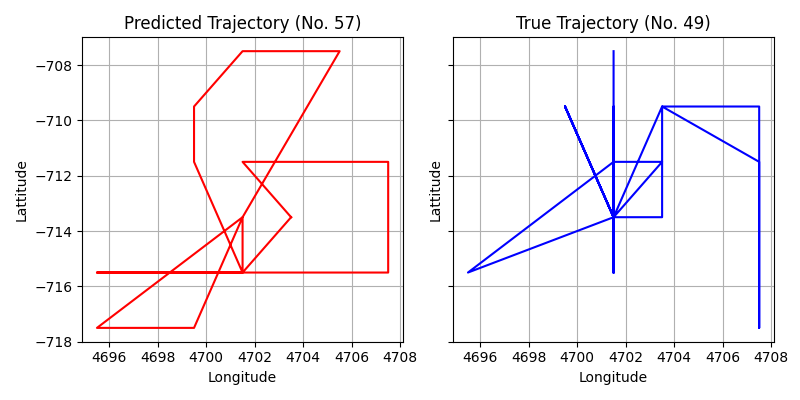 Predicted Trajectory (No. 57)
True Trajectory (No. 49)
−708
−710
−712
−714
−716
−718
Lattitude
Lattitude
4696 4698 4700 4702 4704 4706 4708
4696 4698 4700 4702 4704 4706 4708
Longitude
Longitude